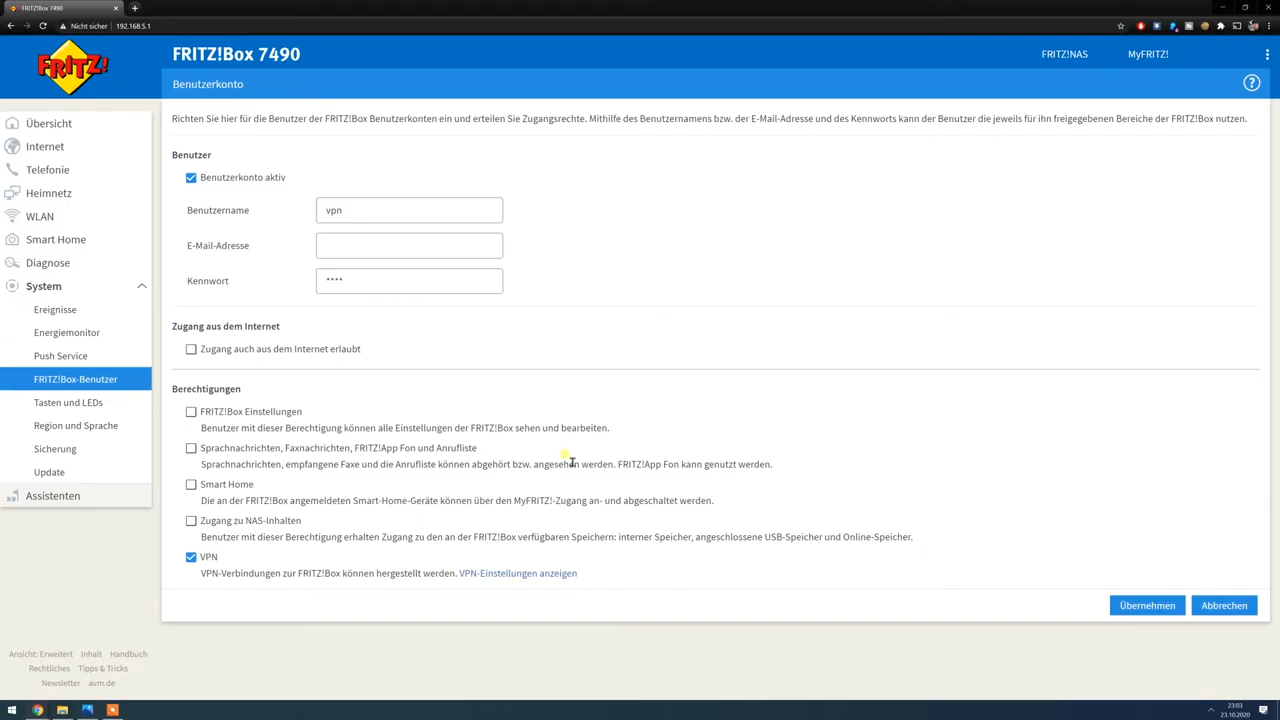 FRITZ!Box 7490
Nicht sicher
192.168.5.1
FRITZ!
FRITZ!Box 7490
FRITZ!NAS
MyFRITZ!
Benutzerkonto
Übersicht
Internet
Telefonie
Heimnetz
WLAN
Smart Home
Diagnose
System
Ereignisse
Energiemonitor
Push Service
FRITZ!Box-Benutzer
Tasten und LEDs
Region und Sprache
Sicherung
Update
Assistenten
Ansicht: Erweitert Inhalt Handbuch
Rechtliches Tipps & Tricks
Newsletter avm.de
Richten Sie hier für die Benutzer der FRITZ!Box Benutzerkonten ein und erteilen Sie Zugangsrechte. Mithilfe des Benutzernamens bzw. der E-Mail-Adresse und des Kennworts kann der Benutzer die jeweils für ihn freigegebenen Bereiche der FRITZ!Box nutzen.
Benutzer
Benutzerkonto aktiv
Benutzername vpn
E-Mail-Adresse
Kennwort ****
Zugang aus dem Internet
Zugang auch aus dem Internet erlaubt
Berechtigungen
FRITZ!Box Einstellungen
Benutzer mit dieser Berechtigung können alle Einstellungen der FRITZ!Box sehen und bearbeiten.
Sprachnachrichten, Faxnachrichten, FRITZ!App Fon und Anrufliste
Sprachnachrichten, empfangene Faxe und die Anrufliste können abgehört bzw. angesehen werden. FRITZ!App Fon kann genutzt werden.
Smart Home
Die an der FRITZ!Box angemeldeten Smart-Home-Geräte können über den MyFRITZ!-Zugang an- und abgeschaltet werden.
Zugang zu NAS-Inhalten
Benutzer mit dieser Berechtigung erhalten Zugang zu den an der FRITZ!Box verfügbaren Speichern: interner Speicher, angeschlossene USB-Speicher und Online-Speicher.
VPN
VPN-Verbindungen zur FRITZ!Box können hergestellt werden. VPN-Einstellungen anzeigen
Übernehmen
Abbrechen
23:03
23.10.2020